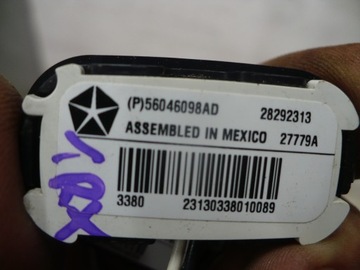 (P)56046098AD 28292313
ASSEMBLED IN MEXICO 27779A
3380 23130338010089